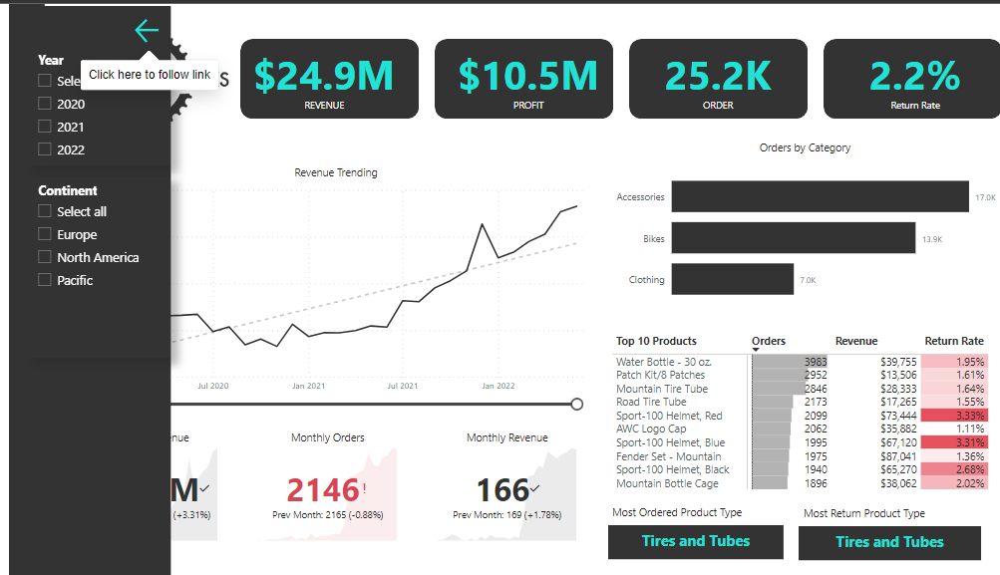 Year
Click here to follow link
2020
2021
2022
Continent
Select all
Europe
North America
Pacific
$24.9M
REVENUE
$10.5M
PROFIT
25.2K
ORDER
2.2%
Return Rate
Revenue Trending
Jul 2020
Jan 2021
Jul 2021
Jan 2022
Orders by Category
Accessories 17.0K
Bikes 13.9K
Clothing 7.0K
Top 10 Products Orders Revenue Return Rate
Water Bottle - 30 oz. 3983 $39,755 1.95%
Patch Kit/8 Patches 2952 $13,506 1.61%
Mountain Tire Tube 2846 $28,333 1.64%
Road Tire Tube 2173 $17,265 1.55%
Sport-100 Helmet, Red 2099 $73,444 3.33%
AWC Logo Cap 2062 $35,882 1.11%
Sport-100 Helmet, Blue 1995 $67,120 3.31%
Fender Set - Mountain 1975 $87,041 1.36%
Sport-100 Helmet, Black 1940 $65,270 2.68%
Mountain Bottle Cage 1896 $38,062 2.02%
M
(+3.31%)
Monthly Orders
2146!
Prev Month: 2165 (-0.88%)
Monthly Revenue
166
Prev Month: 169 (+1.78%)
Most Ordered Product Type
Tires and Tubes
Most Return Product Type
Tires and Tubes